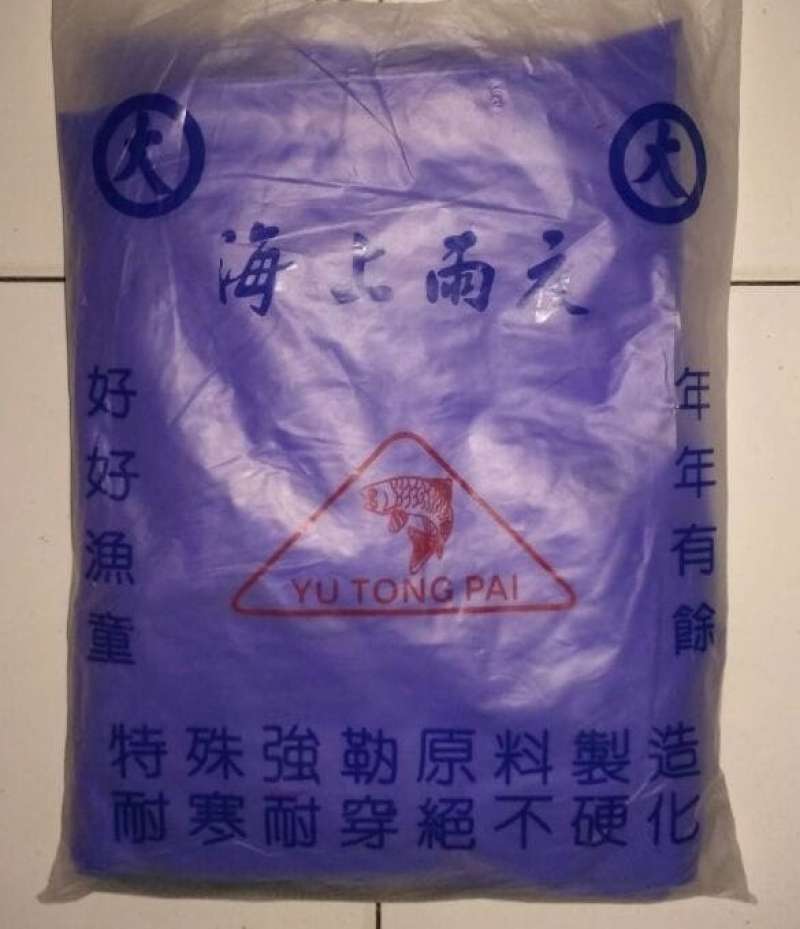 大
大
海上雨衣
好好漁童
年年有餘
YU TONG PAI
特殊強勒原料製造
耐寒耐穿絕不硬化